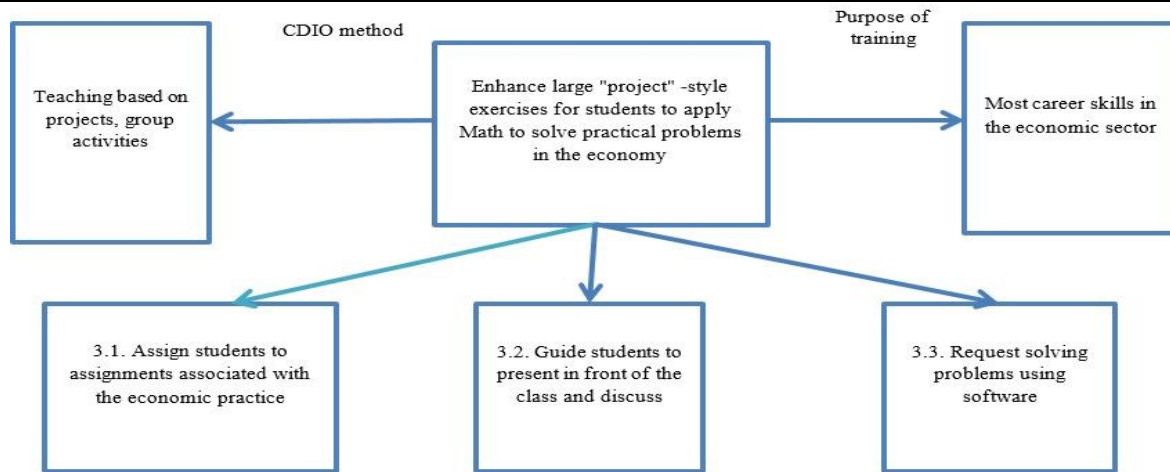 CDIO method
Purpose of
training
Teaching based on
projects, group
activities
Enhance large "project" -style
exercises for students to apply
Math to solve practical problems
in the economy
Most career skills in
the economic sector
3.1. Assign students to
assignments associated with
the economic practice
3.2. Guide students to
present in front of the
class and discuss
3.3. Request solving
problems using
software